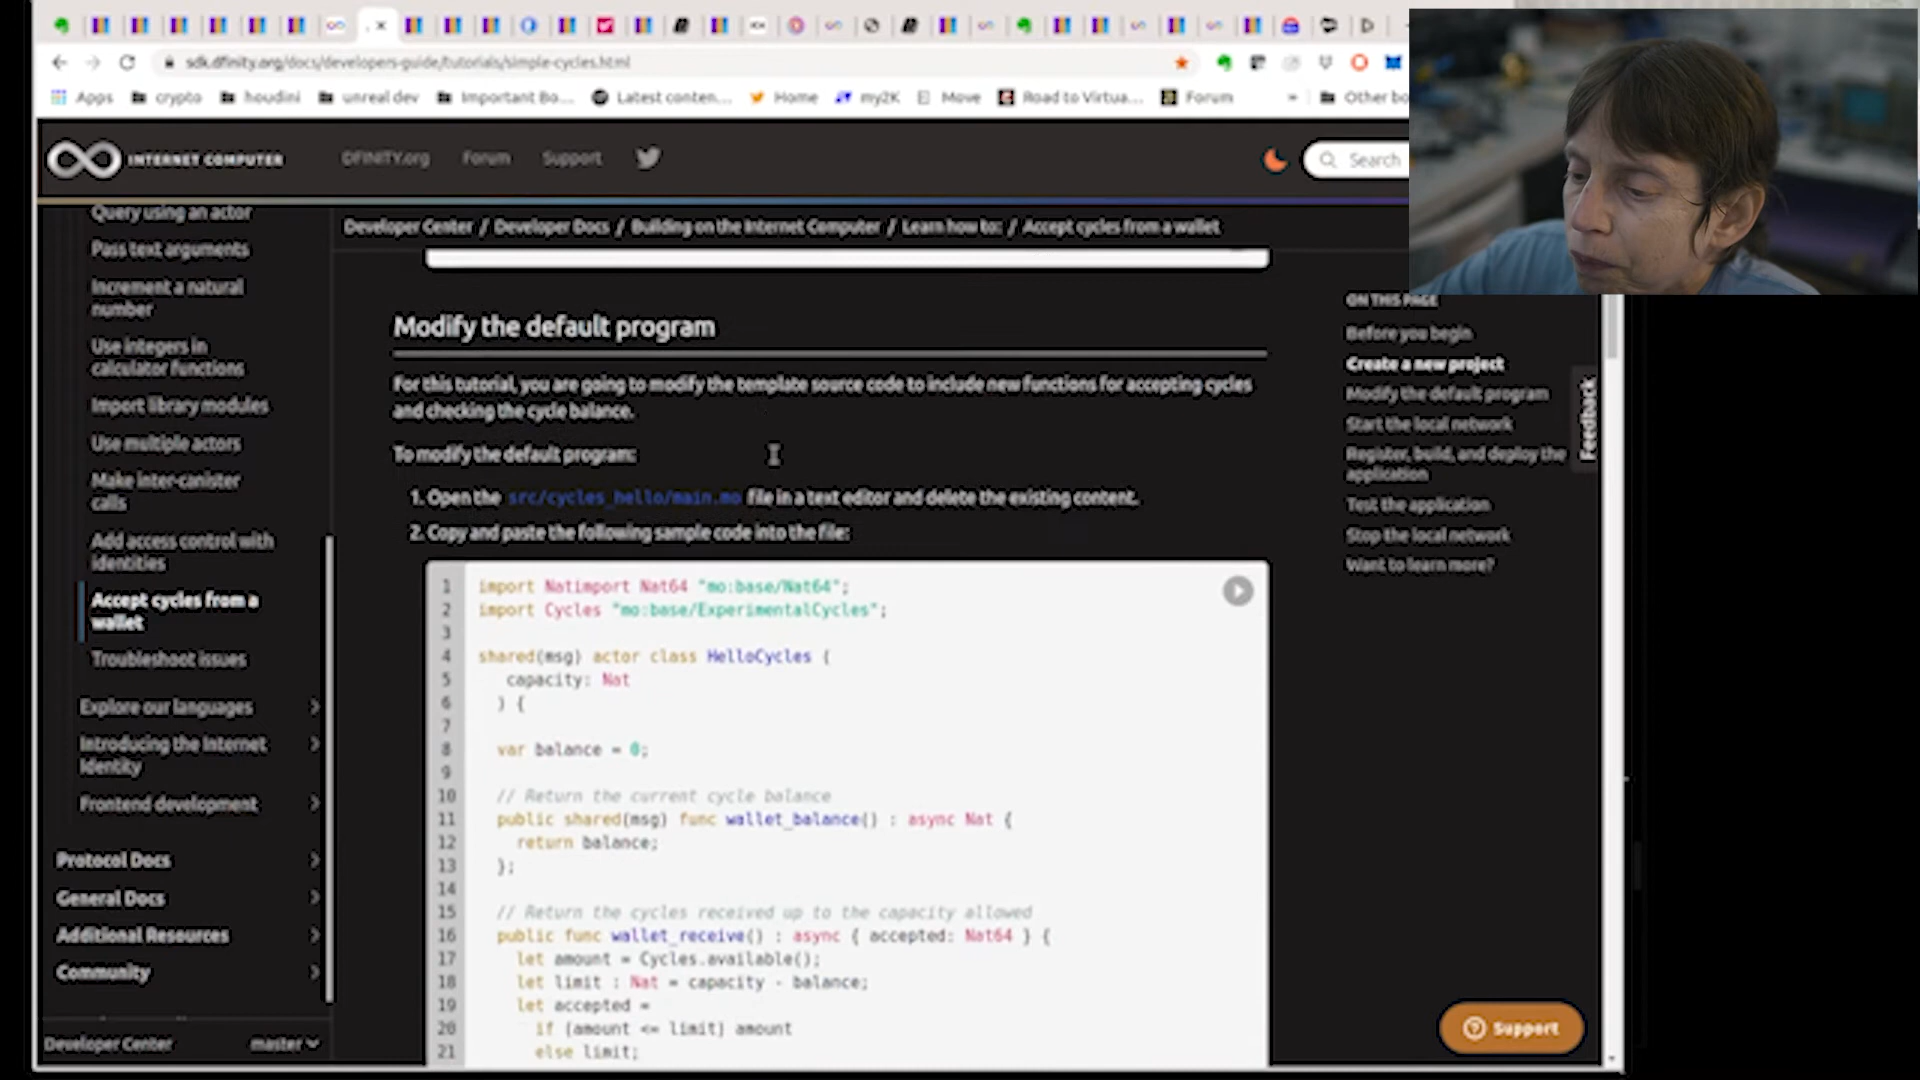 sdk.dfinity.org/docs/developers-guide/tutorials/simple-cycles.html
Apps crypto houdini unreal dev Important Bo... Latest conten... Home my2K Move Road to Virtua... Forum » Other bo
INTERNET COMPUTER DFINITY.org Forum Support Search
Query using an actor
Pass text arguments
Increment a natural
number
Use integers in
calculator functions
Import library modules
Use multiple actors
Make inter-canister
calls
Add access control with
identities
Accept cycles from a
wallet
Troubleshoot issues
Explore our languages
Introducing the Internet
Identity
Frontend development
Protocol Docs
General Docs
Additional Resources
Community
Developer Center master
Developer Center / Developer Docs / Building on the Internet Computer / Learn how to: / Accept cycles from a wallet
Modify the default program
For this tutorial, you are going to modify the template source code to include new functions for accepting cycles
and checking the cycle balance.
To modify the default program:
1. Open the src/cycles_hello/main.mo file in a text editor and delete the existing content.
2. Copy and paste the following sample code into the file:
1 import Natimport Nat64 "mo:base/Nat64";
2 import Cycles "mo:base/ExperimentalCycles";
3
4 shared(msg) actor class HelloCycles (
5 capacity: Nat
6 ) {
7
8 var balance = 0;
9
10 // Return the current cycle balance
11 public shared(msg) func wallet_balance() : async Nat {
12 return balance;
13 };
14
15 // Return the cycles received up to the capacity allowed
16 public func wallet_receive() : async { accepted: Nat64 } {
17 let amount = Cycles.available();
18 let limit : Nat = capacity - balance;
19 let accepted =
20 if (amount <= limit) amount
21 else limit;
ON THIS PAGE
Before you begin
Create a new project
Modify the default program
Start the local network
Register, build, and deploy the
application
Test the application
Stop the local network
Want to learn more?
Feedback
Support